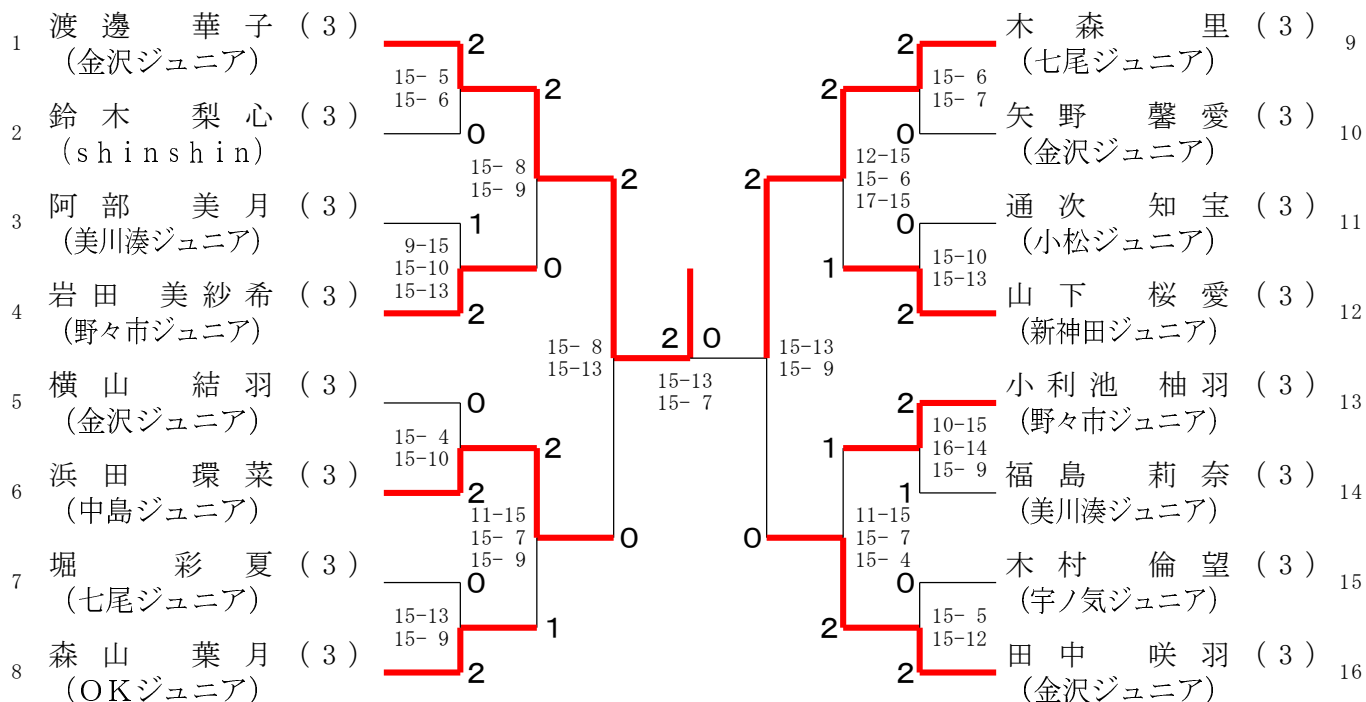 1 渡邊 華子 (3)
(金沢ジュニア)
2 鈴木 梨心 (3)
(shinshin)
3 阿部 美月 (3)
(美川湊ジュニア)
4 岩田 美紗希 (3)
(野々市ジュニア)
5 横山 結羽 (3)
(金沢ジュニア)
6 浜田 環菜 (3)
(中島ジュニア)
7 堀 彩夏 (3)
(七尾ジュニア)
8 森山 葉月 (3)
(OKジュニア)
2
15- 5
15- 6
0
1
9-15
15-10
15-13
2
0
15- 4
15-10
2
0
15-13
15- 9
2
2
15- 8
15- 9
0
2
11-15
15- 7
15- 9
1
2
15- 8
15-13
0
2 0
15-13
15- 7
2
15-13
15- 9
0
2
12-15
15- 6
17-15
1
1
11-15
15- 7
15- 4
2
2
15- 6
15- 7
0
0
15-10
15-13
2
2
10-15
16-14
15- 9
1
0
15- 5
15-12
2
木森 里 (3) 9
(七尾ジュニア)
矢野 馨愛 (3) 10
(金沢ジュニア)
通次 知宝 (3) 11
(小松ジュニア)
山下 桜愛 (3) 12
(新神田ジュニア)
小利池 柚羽 (3) 13
(野々市ジュニア)
福島 莉奈 (3) 14
(美川湊ジュニア)
木村 倫望 (3) 15
(宇ノ気ジュニア)
田中 咲羽 (3) 16
(金沢ジュニア)